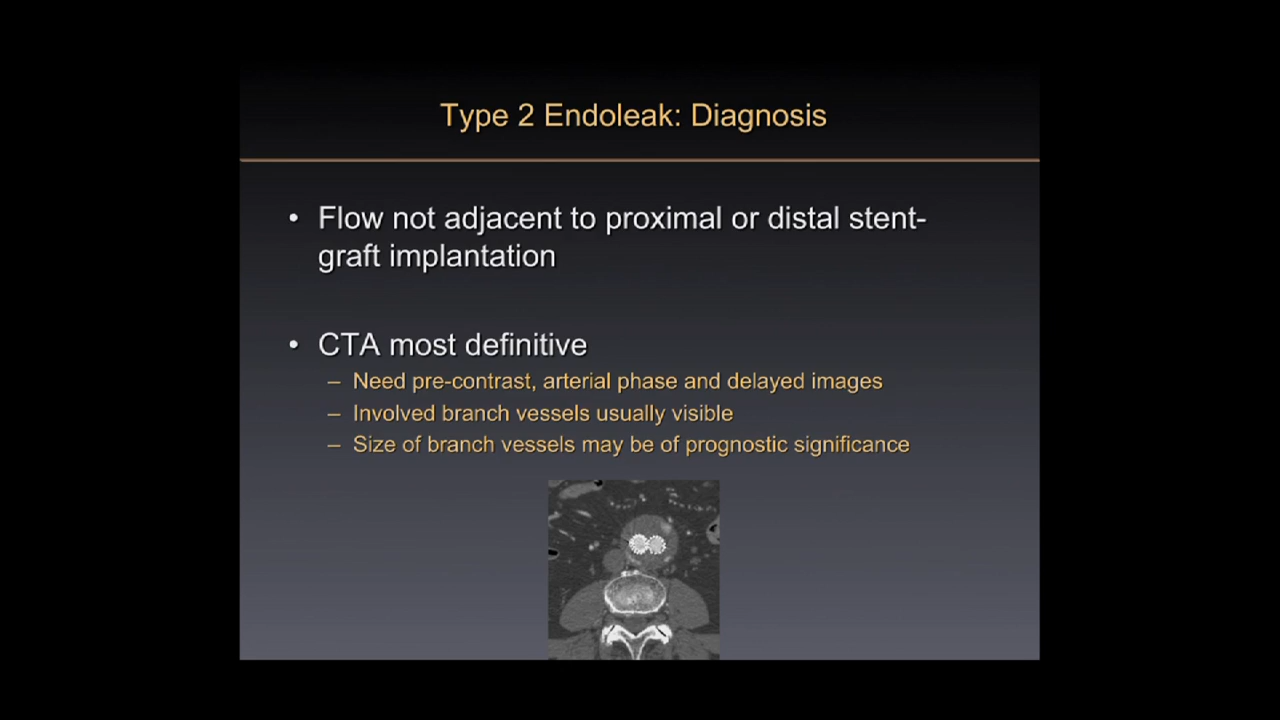 Type 2 Endoleak: Diagnosis
• Flow not adjacent to proximal or distal stent-
graft implantation
• CTA most definitive
– Need pre-contrast, arterial phase and delayed images
– Involved branch vessels usually visible
– Size of branch vessels may be of prognostic significance